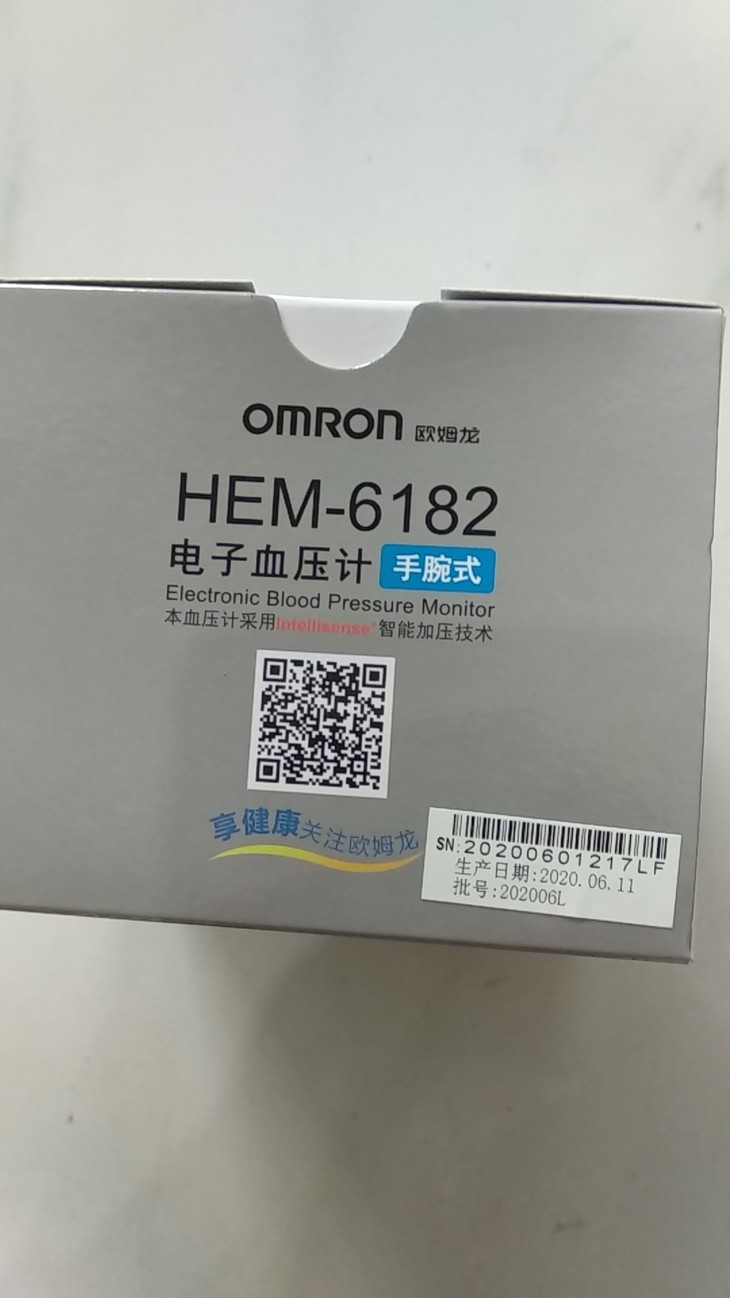 OMRON 欧姆龙
HEM-6182
电子血压计 手腕式
Electronic Blood Pressure Monitor
本血压计采用Intellisense®智能加压技术
享健康关注欧姆龙
SN:20200601217LF
生产日期:2020.06.11
批号:202006L